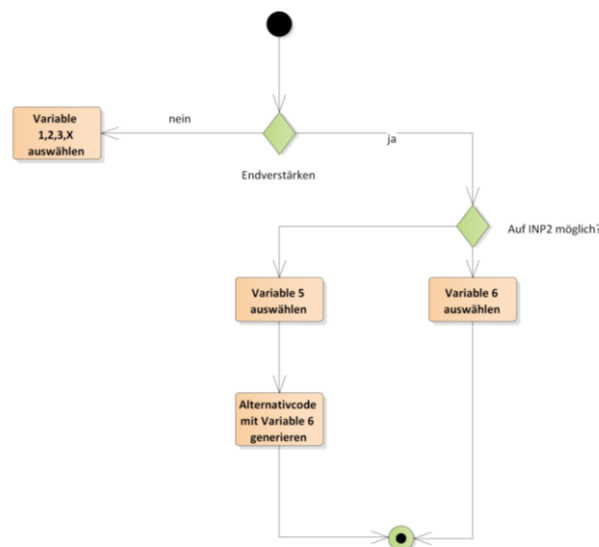 nein
Variable
1,2,3,X
auswählen
ja
Endverstärken
Auf INP2 möglich?
Variable 5
auswählen
Variable 6
auswählen
Alternativcode
mit Variable 6
generieren